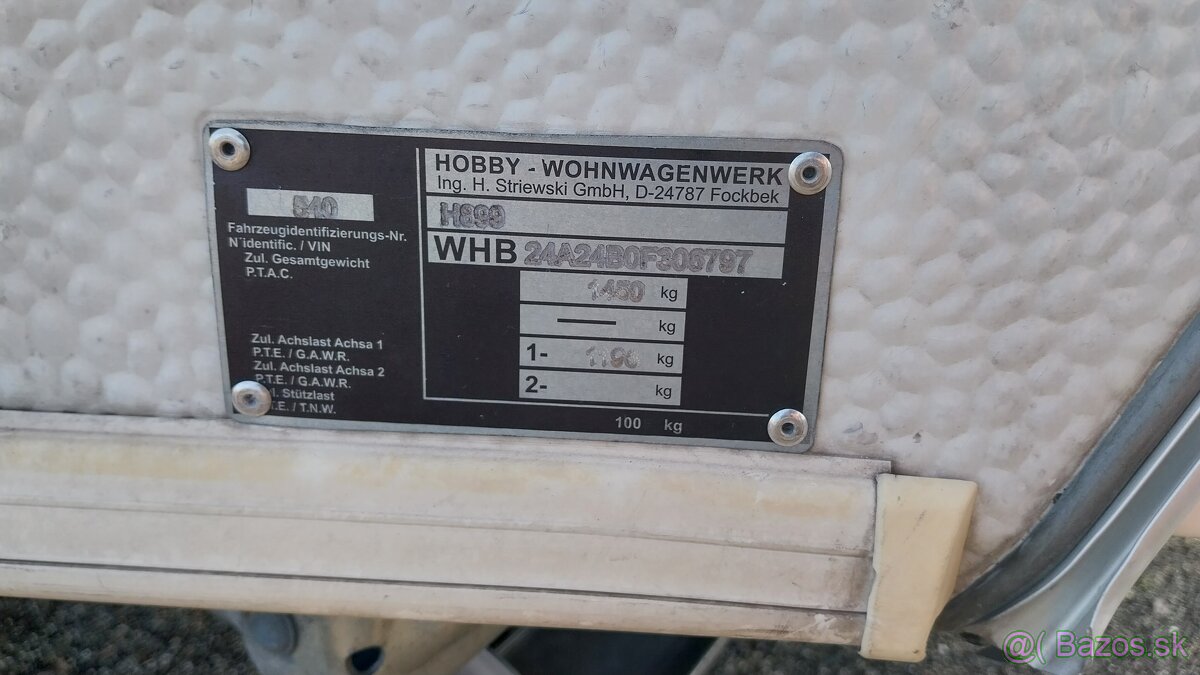 HOBBY - WOHNWAGENWERK
Ing. H. Striewski GmbH, D-24787 Fockbek
540
H899
Fahrzeugidentifizierungs-Nr.
N´identific. / VIN
WHB 24A24B0F306797
Zul. Gesamtgewicht
P.T.A.C.
1450 kg
kg
Zul. Achslast Achsa 1
P.T.E. / G.A.W.R.
1- kg
Zul. Achslast Achsa 2
P.T.E. / G.A.W.R.
2- kg
Stützlast
.E. / T.N.W.
100 kg
@( Bazos.sk